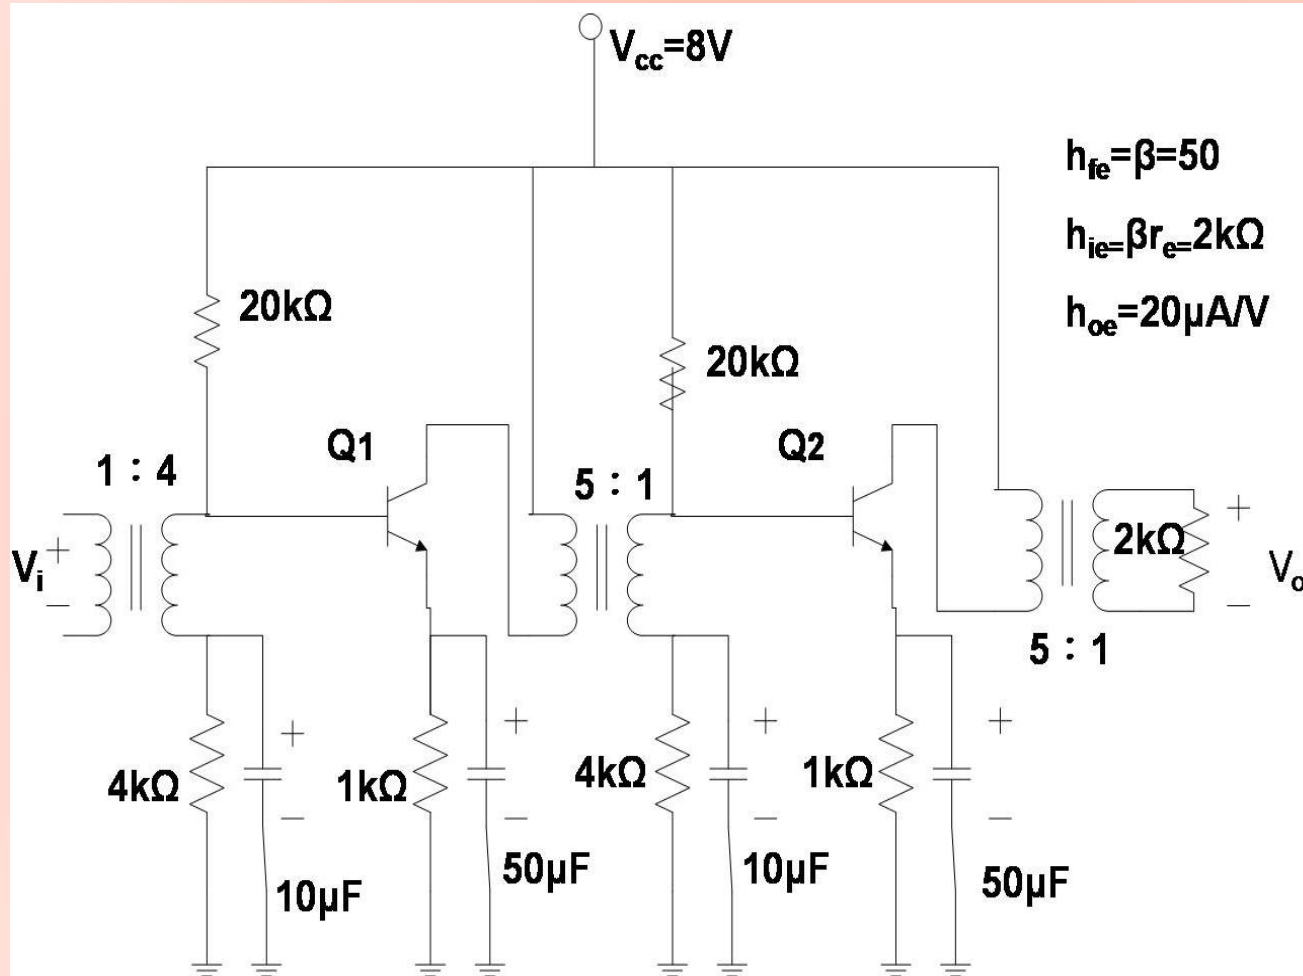 Vcc=8V
hfe=β=50
hie=βre=2kΩ
hoe=20μA/V
20kΩ
20kΩ
Q1
Q2
1 : 4
5 : 1
Vi
+
−
2kΩ
+
−
Vo
5 : 1
4kΩ
+
−
10μF
1kΩ
+
−
50μF
4kΩ
+
−
10μF
1kΩ
+
−
50μF